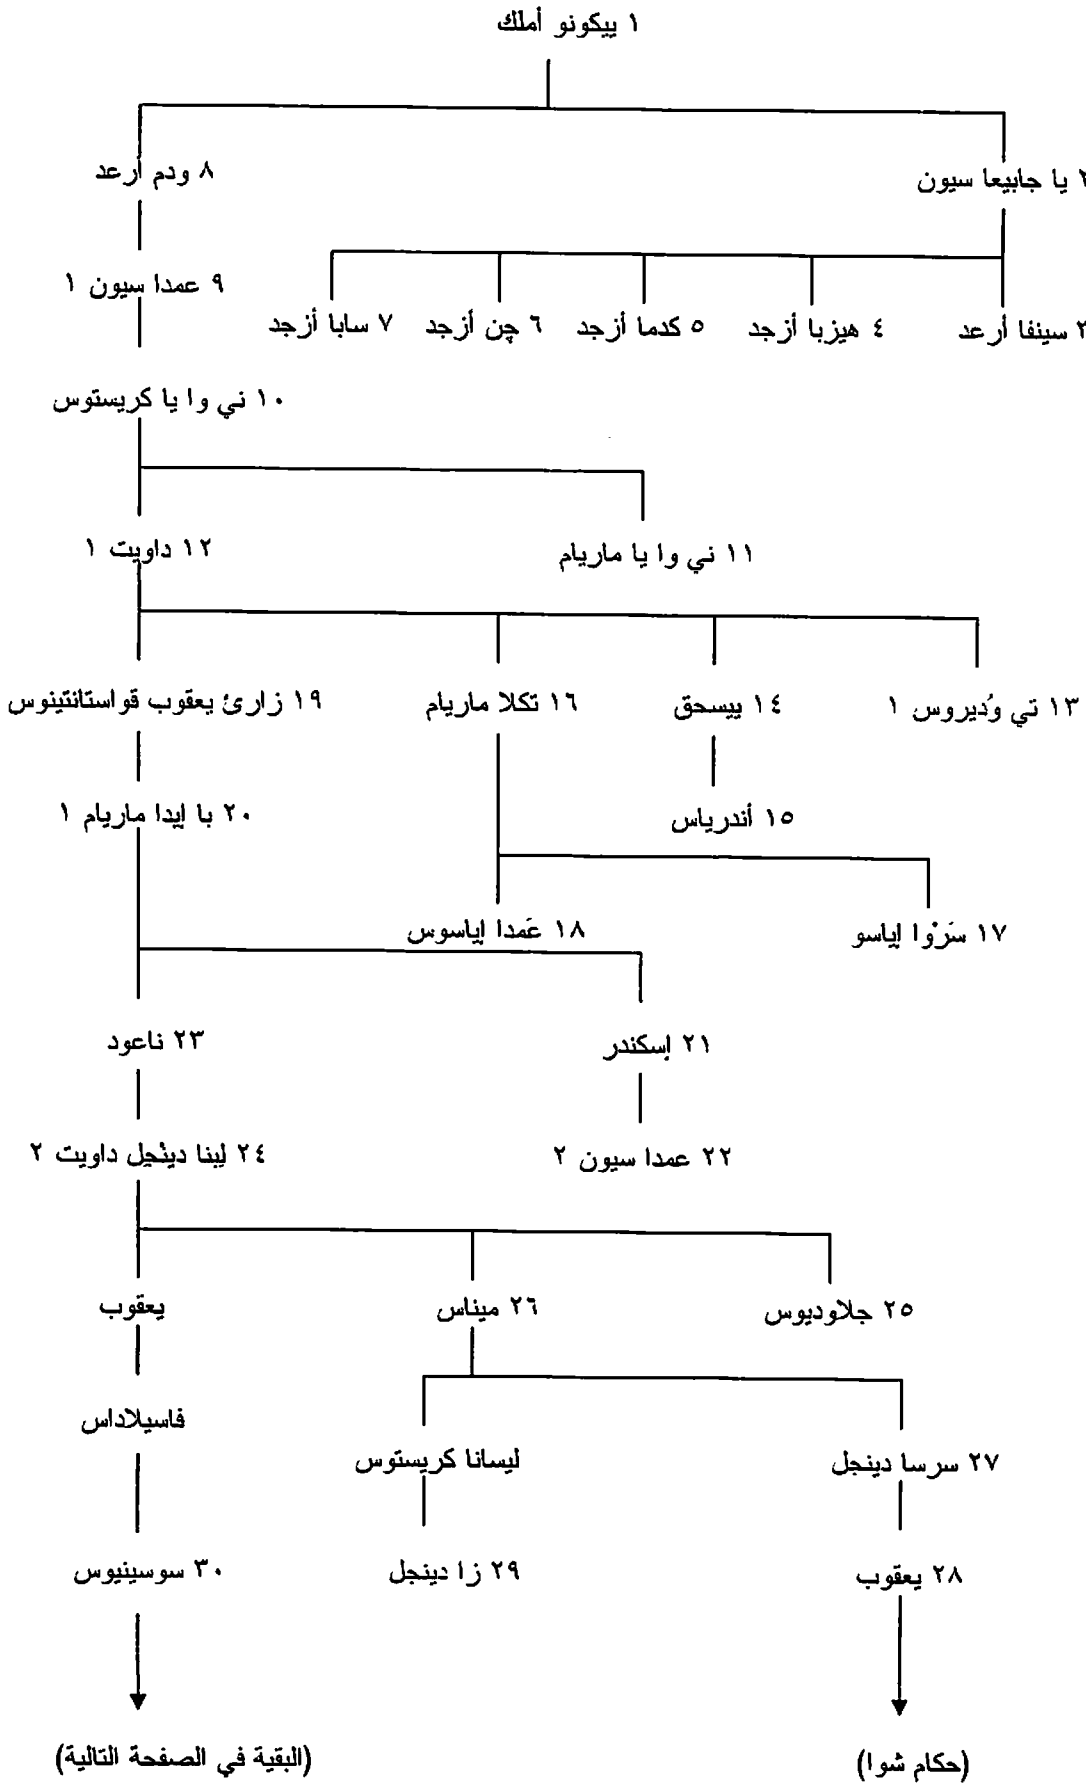 ١ ييكونو أملك
٨ ودم أرعد
٢ يا جابيعا سيون
٩ عمدا سيون ١
٧ سابا أزجد
٦ چن أزجد
٥ كدما أزجد
٤ هيزبا أزجد
سينفا أرعد
١٠ ني وا يا كريستوس
١٢ داويت ١
١١ ني وا يا ماريام
١٩ زارئ يعقوب قواستانتينوس
١٦ تكلا ماريام
١٤ ييسحق
١٣ تي وُديروس ١
٢٠ با إيدا ماريام ١
١٥ أندرياس
١٨ عَمدا إياسوس
١٧ سَرْوا إياسو
٢٣ ناعود
٢١ إسكندر
٢٤ لِبنا دينْجِل داويت ٢
٢٢ عمدا سيون ٢
يعقوب
٢٦ ميناس
٢٥ جلاوديوس
فاسيلاداس
ليسانا كريستوس
٢٧ سرسا دينجل
٣٠ سوسينيوس
٢٩ زا دينجل
٢٨ يعقوب
(البقية في الصفحة التالية)
(حكام شوا)